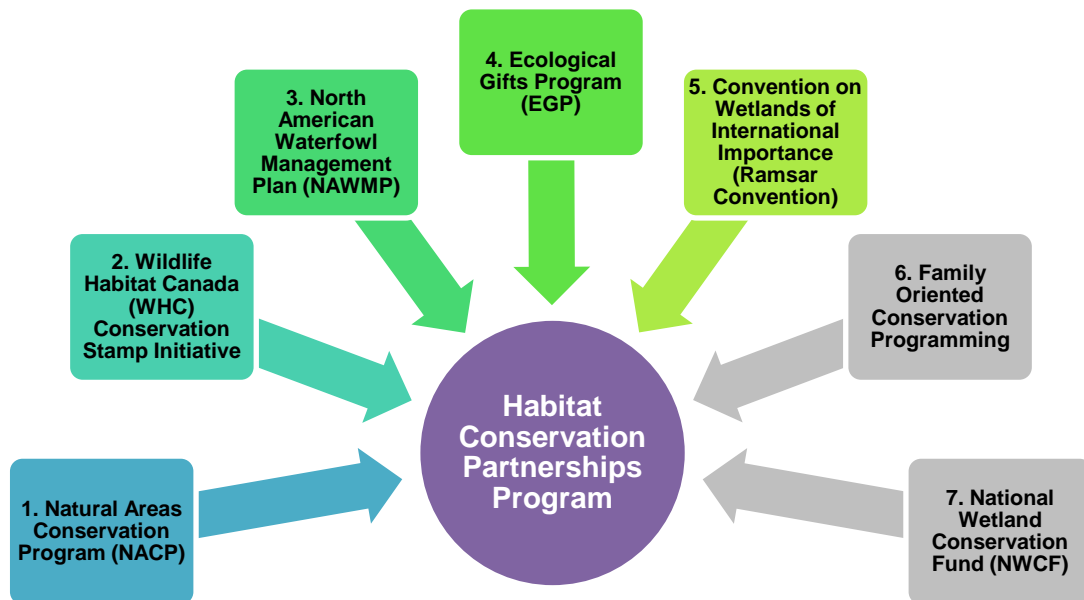 1. Natural Areas
Conservation
Program (NACP)
2. Wildlife
Habitat Canada
(WHC)
Conservation
Stamp Initiative
3. North
American
Waterfowl
Management
Plan (NAWMP)
4. Ecological
Gifts Program
(EGP)
5. Convention on
Wetlands of
International
Importance
(Ramsar
Convention)
6. Family
Oriented
Conservation
Programming
7. National
Wetland
Conservation
Fund (NWCF)
Habitat
Conservation
Partnerships
Program